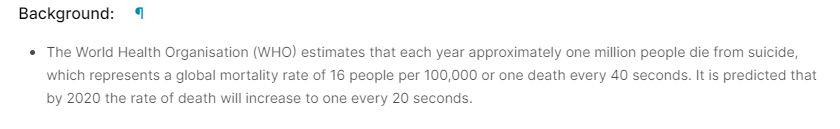 Background: ¶
• The World Health Organisation (WHO) estimates that each year approximately one million people die from suicide,
which represents a global mortality rate of 16 people per 100,000 or one death every 40 seconds. It is predicted that
by 2020 the rate of death will increase to one every 20 seconds.